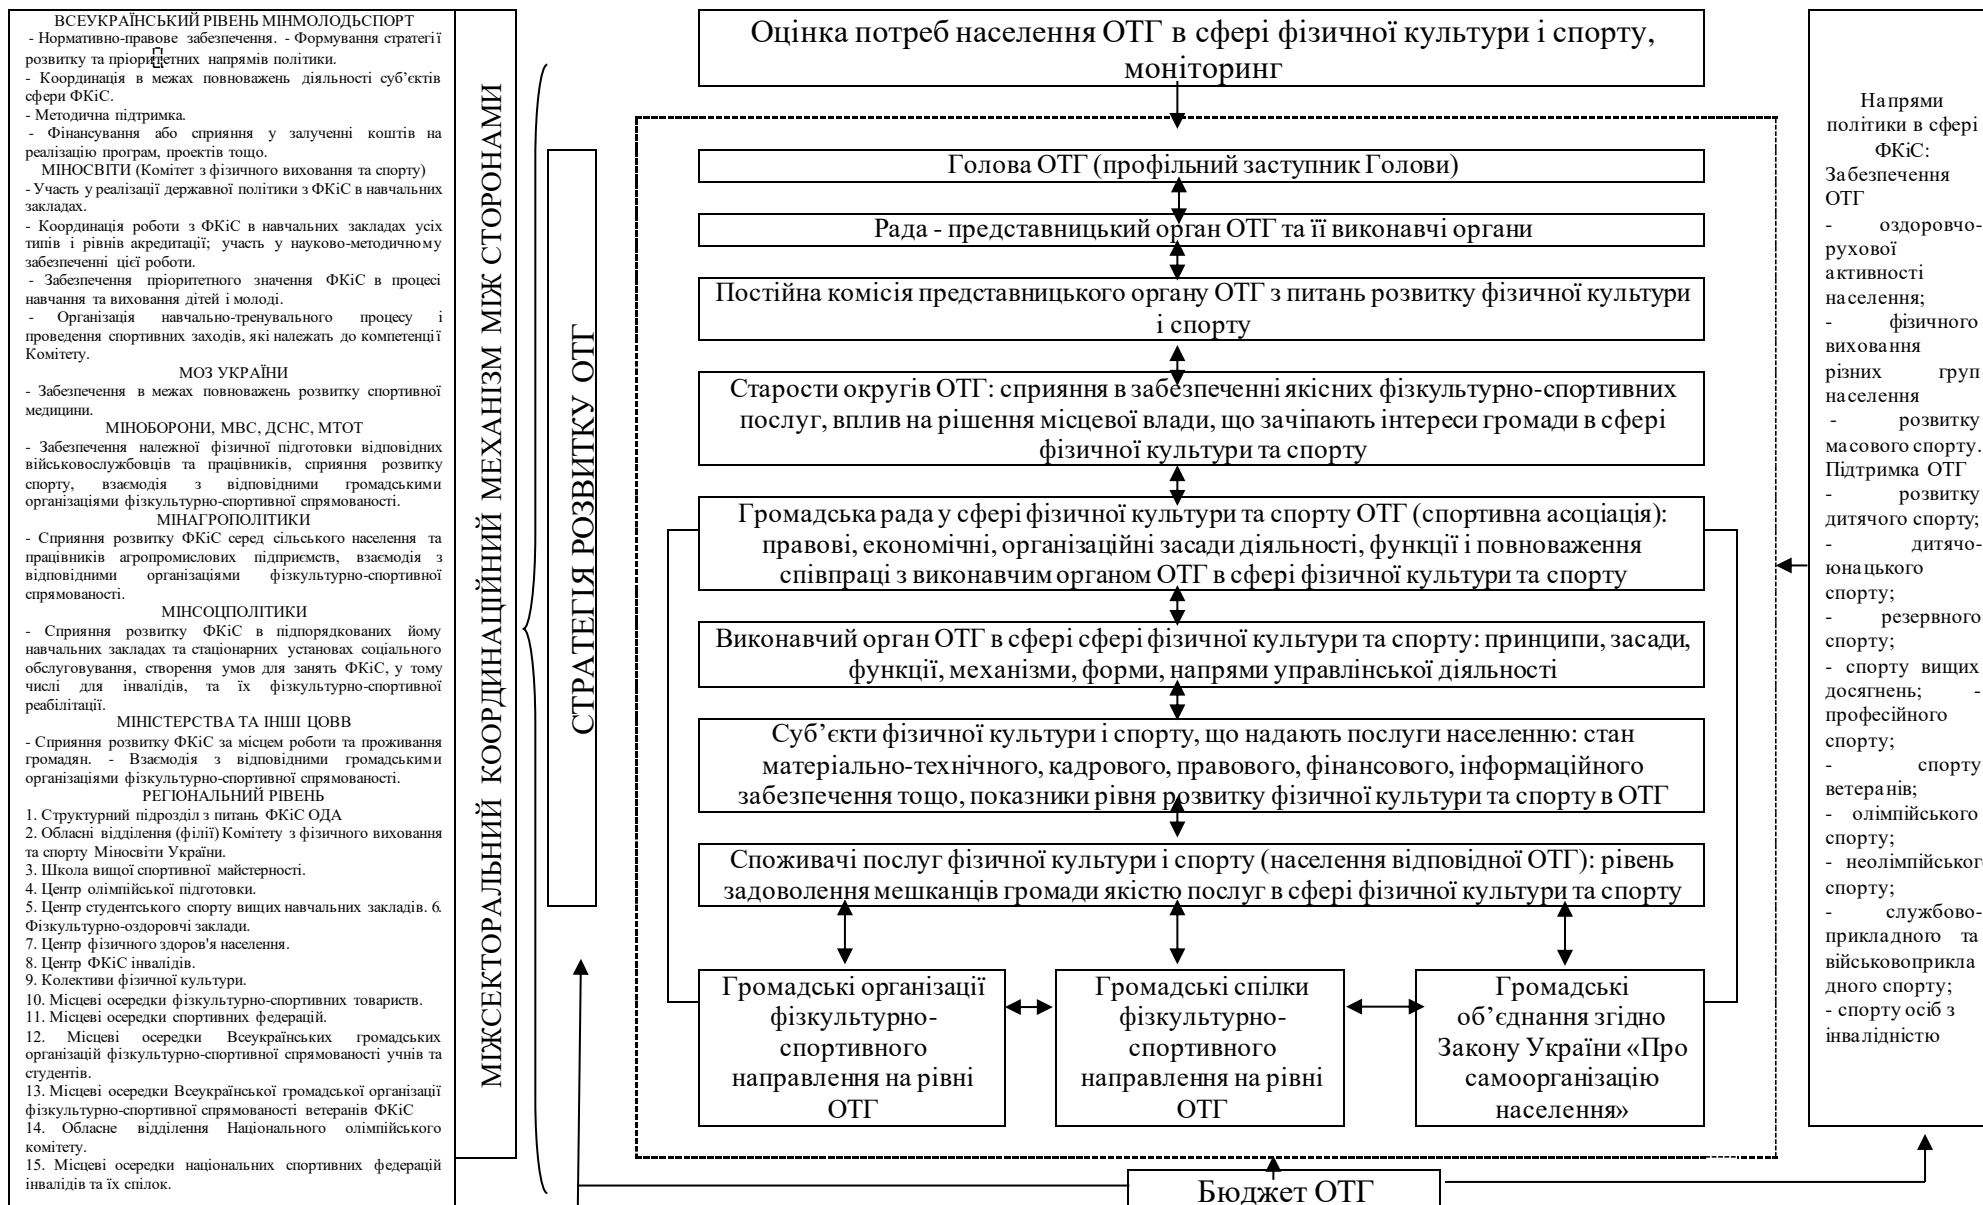 ВСЕУКРАЇНСЬКИЙ РІВЕНЬ МІНМОЛОДЬСПОРТ
- Нормативно-правове забезпечення. - Формування стратегії
розвитку та пріоритетних напрямів політики.
- Координація в межах повноважень діяльності суб’єктів
сфери ФКіС.
- Методична підтримка.
- Фінансування або сприяння у залученні коштів на
реалізацію програм, проектів тощо.
МІНОСВІТИ (Комітет з фізичного виховання та спорту)
- Участь у реалізації державної політики з ФКіС в навчальних
закладах.
- Координація роботи з ФКіС в навчальних закладах усіх
типів і рівнів акредитації; участь у науково-методичному
забезпеченні цієї роботи.
- Забезпечення пріоритетного значення ФКіС в процесі
навчання та виховання дітей і молоді.
- Організація навчально-тренувального процесу і
проведення спортивних заходів, які належать до компетенції
Комітету.
МОЗ УКРАЇНИ
- Забезпечення в межах повноважень розвитку спортивної
медицини.
МІНОБОРОНИ, МВС, ДСНС, МТОТ
- Забезпечення належної фізичної підготовки відповідних
військовослужбовців та працівників, сприяння розвитку
спорту, взаємодія з відповідними громадськими
організаціями фізкультурно-спортивної спрямованості.
МІНАГРОПОЛІТИКИ
- Сприяння розвитку ФКіС серед сільського населення та
працівників агропромислових підприємств, взаємодія з
відповідними організаціями фізкультурно-спортивної
спрямованості.
МІНСОЦПОЛІТИКИ
- Сприяння розвитку ФКіС в підпорядкованих йому
навчальних закладах та стаціонарних установах соціального
обслуговування, створення умов для занять ФКіС, у тому
числі для інвалідів, та їх фізкультурно-спортивної
реабілітації.
МІНІСТЕРСТВА ТА ІНШІ ЦОВВ
- Сприяння розвитку ФКіС за місцем роботи та проживання
громадян. - Взаємодія з відповідними громадськими
організаціями фізкультурно-спортивної спрямованості.
РЕГІОНАЛЬНИЙ РІВЕНЬ
1. Структурний підрозділ з питань ФКіС ОДА
2. Обласні відділення (філії) Комітету з фізичного виховання
та спорту Міносвіти України.
3. Школа вищої спортивної майстерності.
4. Центр олімпійської підготовки.
5. Центр студентського спорту вищих навчальних закладів. 6.
Фізкультурно-оздоровчі заклади.
7. Центр фізичного здоров'я населення.
8. Центр ФКіС інвалідів.
9. Колективи фізичної культури.
10. Місцеві осередки фізкультурно-спортивних товариств.
11. Місцеві осередки спортивних федерацій.
12. Місцеві осередки Всеукраїнських громадських
організацій фізкультурно-спортивної спрямованості учнів та
студентів.
13. Місцеві осередки Всеукраїнської громадської організації
фізкультурно-спортивної спрямованості ветеранів ФКіС
14. Обласне відділення Національного олімпійського
комітету.
15. Місцеві осередки національних спортивних федерацій
інвалідів та їх спілок.
МІЖСЕКТОРАЛЬНИЙ КООРДИНАЦІЙНИЙ МЕХАНІЗМ МІЖ СТОРОНАМИ
СТРАТЕГІЯ РОЗВИТКУ ОТГ
Оцінка потреб населення ОТГ в сфері фізичної культури і спорту,
моніторинг
Голова ОТГ (профільний заступник Голови)
Рада - представницький орган ОТГ та її виконавчі органи
Постійна комісія представницького органу ОТГ з питань розвитку фізичної культури
і спорту
Старости округів ОТГ: сприяння в забезпеченні якісних фізкультурно-спортивних
послуг, вплив на рішення місцевої влади, що зачіпають інтереси громади в сфері
фізичної культури та спорту
Громадська рада у сфері фізичної культури та спорту ОТГ (спортивна асоціація):
правові, економічні, організаційні засади діяльності, функції і повноваження
співпраці з виконавчим органом ОТГ в сфері фізичної культури та спорту
Виконавчий орган ОТГ в сфері сфері фізичної культури та спорту: принципи, засади,
функції, механізми, форми, напрями управлінської діяльності
Суб’єкти фізичної культури і спорту, що надають послуги населенню: стан
матеріально-технічного, кадрового, правового, фінансового, інформаційного
забезпечення тощо, показники рівня розвитку фізичної культури та спорту в ОТГ
Споживачі послуг фізичної культури і спорту (населення відповідної ОТГ): рівень
задоволення мешканців громади якістю послуг в сфері фізичної культури та спорту
Громадські організації
фізкультурно-
спортивного
направлення на рівні
ОТГ
Громадські спілки
фізкультурно-
спортивного
направлення на рівні
ОТГ
Громадські
об’єднання згідно
Закону України «Про
самоорганізацію
населення»
Бюджет ОТГ
Напрями
політики в сфері
ФКіС:
Забезпечення
ОТГ
- оздоровчо-
рухової
активності
населення;
- фізичного
виховання
різних груп
населення
- розвитку
масового спорту.
Підтримка ОТГ
- розвитку
дитячого спорту;
- дитячо-
юнацького
спорту;
- резервного
спорту;
- спорту вищих
досягнень; -
професійного
спорту;
- спорту
ветеранів;
- олімпійського
спорту;
- неолімпійськог
спорту;
- службово-
прикладного та
військовоприкла
дного спорту;
- спорту осіб з
інвалідністю